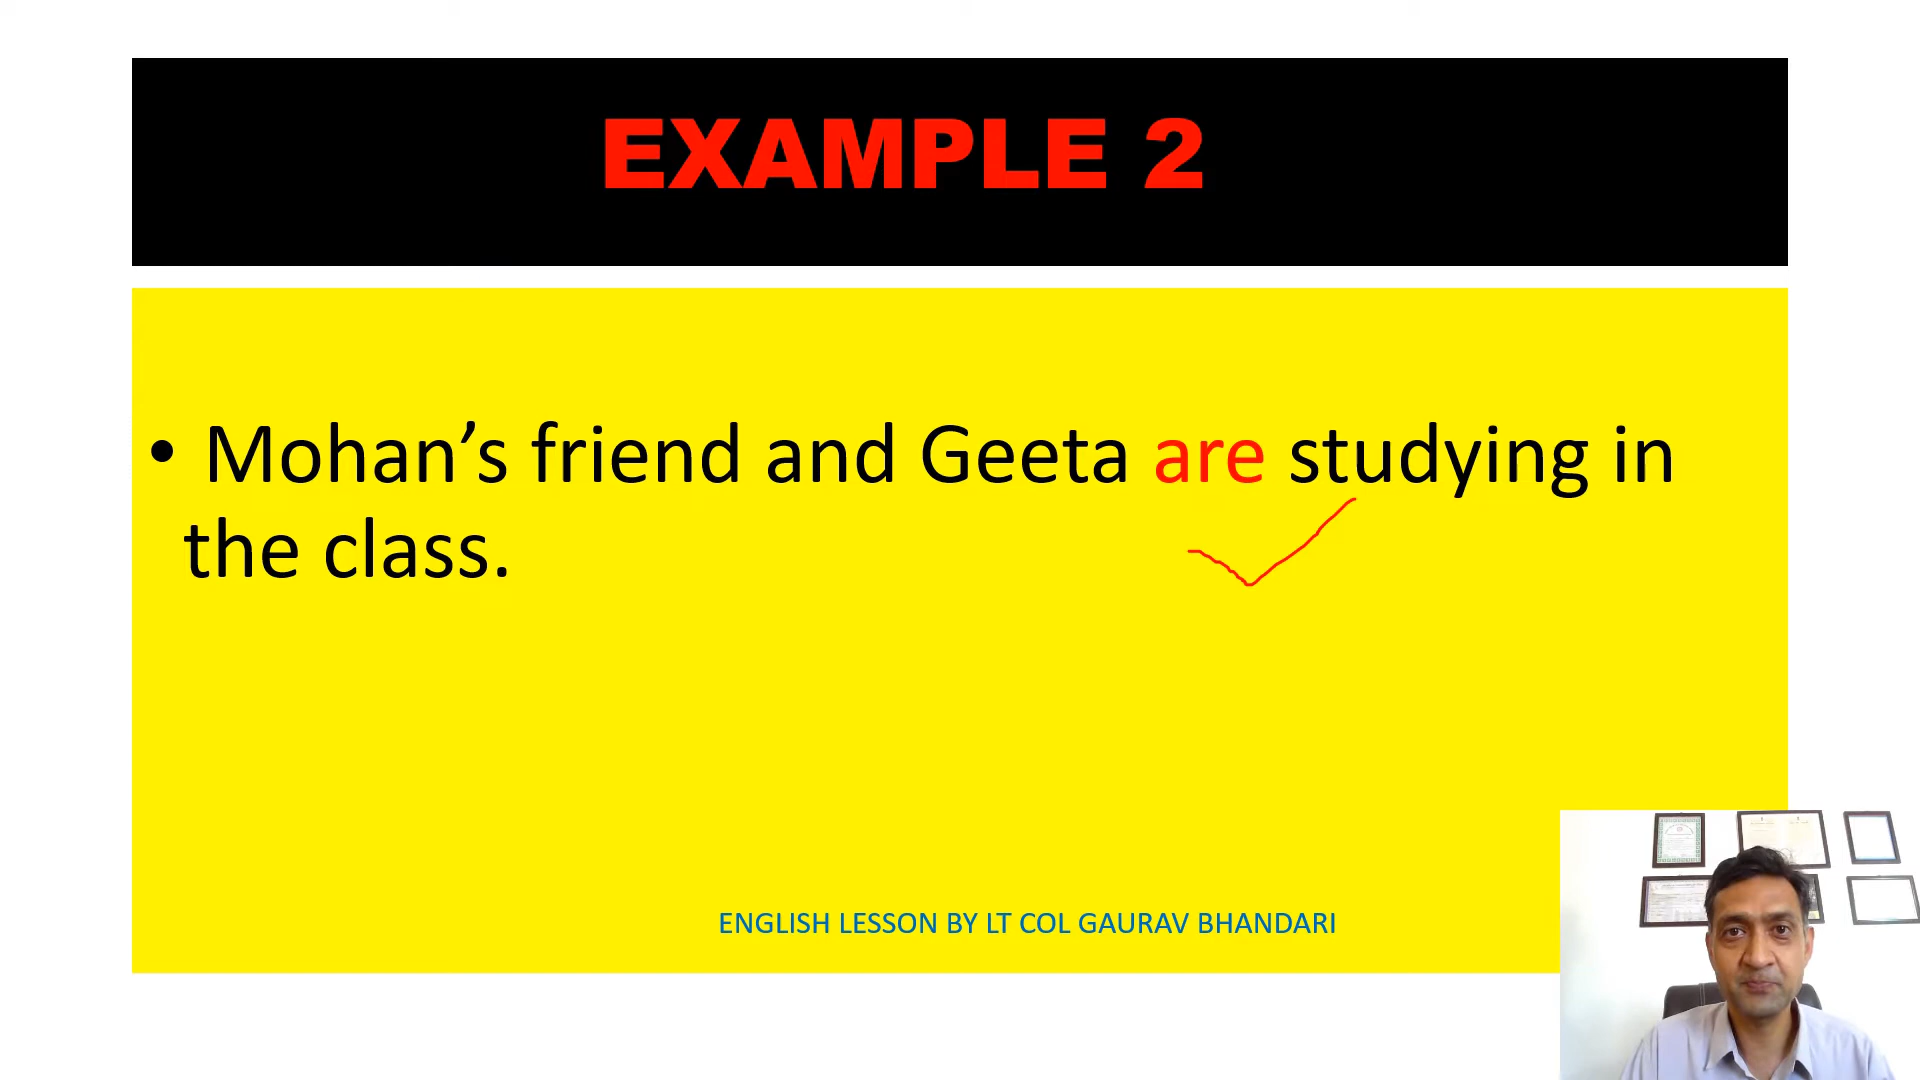 EXAMPLE 2
• Mohan’s friend and Geeta are studying in
the class.
ENGLISH LESSON BY LT COL GAURAV BHANDARI